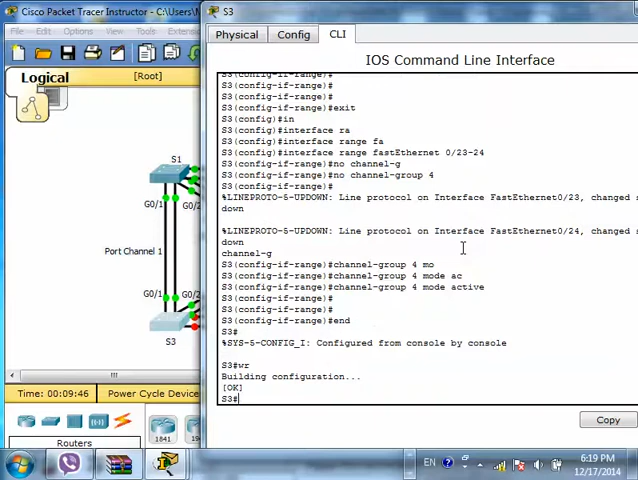 Cisco Packet Tracer Instructor - C:\Users\
S3
File Edit Options View Tools
Physical Config CLI
Logical [Root]
IOS Command Line Interface
S3(config-if-range)#
S3(config-if-range)#
S3(config-if-range)#
S3(config-if-range)#exit
S3(config)#in
S3(config)#interface ra
S3(config)#interface range fa
S3(config)#interface range fastEthernet 0/23-24
S3(config-if-range)#no channel-g
S3(config-if-range)#no channel-group 4
S3(config-if-range)#
%LINEPROTO-5-UPDOWN: Line protocol on Interface FastEthernet0/23, changed s
down
%LINEPROTO-5-UPDOWN: Line protocol on Interface FastEthernet0/24, changed s
down
channel-g
S3(config-if-range)#channel-group 4 mo
S3(config-if-range)#channel-group 4 mode ac
S3(config-if-range)#channel-group 4 mode active
S3(config-if-range)#
S3(config-if-range)#
S3(config-if-range)#end
S3#
%SYS-5-CONFIG_I: Configured from console by console
S3#wr
Building configuration...
[OK]
S3#
Copy
S1
G0/1 G0/2
Port Channel 1
G0/1 G0/2
S3
Time: 00:09:46 Power Cycle Device
1841
Routers
EN
6:19 PM
12/17/2014